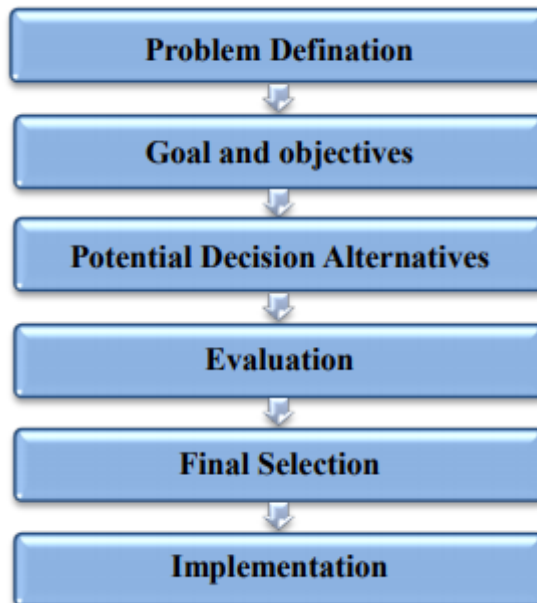 Problem Defination
Goal and objectives
Potential Decision Alternatives
Evaluation
Final Selection
Implementation